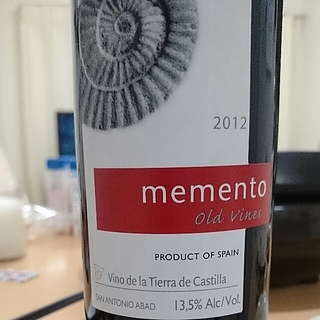 2012
memento
Old Vines
PRODUCT OF SPAIN
Vino de la Tierra de Castilla
SAN ANTONIO ABAD 13,5% Alc/Vol.